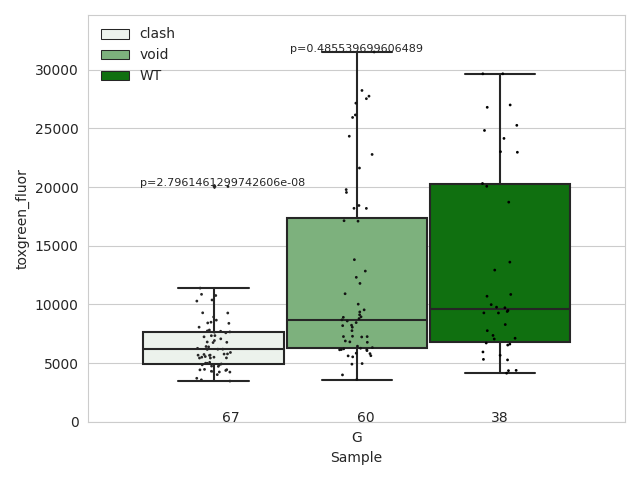 clash
void
WT
p=0.485539699606489
p=2.7961461299742606e-08
30000
25000
20000
15000
10000
5000
0
toxgreen_fluor
67 60 38
G
Sample